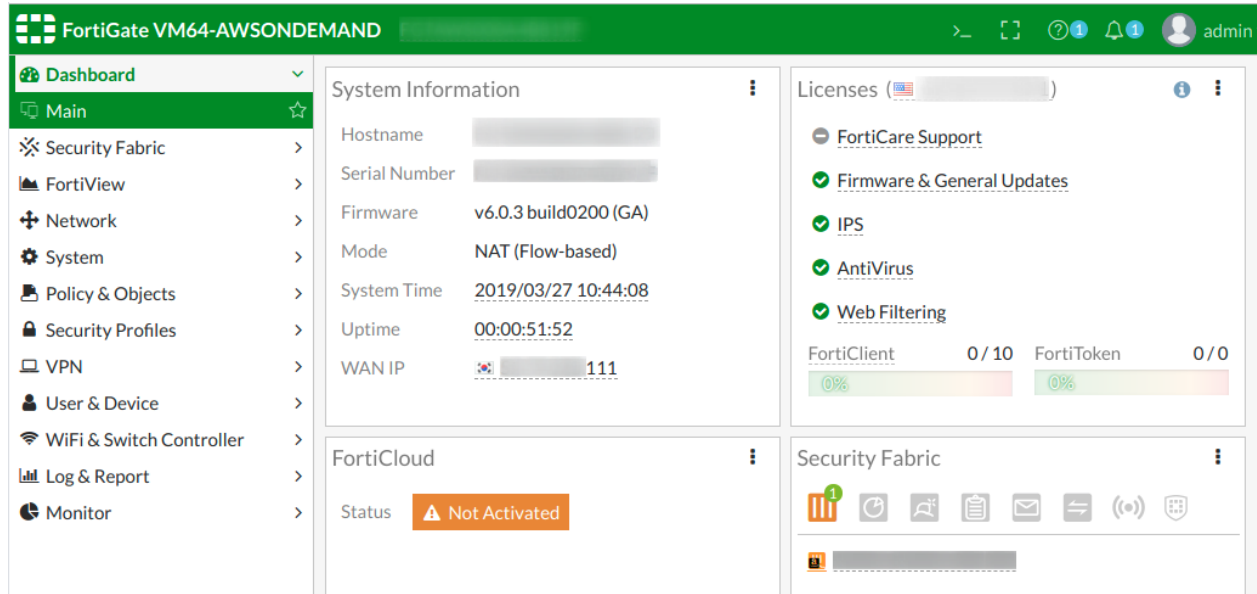 FortiGate VM64-AWSONDEMAND
>_ 1 1 admin
Dashboard
Main
Security Fabric
FortiView
Network
System
Policy & Objects
Security Profiles
VPN
User & Device
WiFi & Switch Controller
Log & Report
Monitor
System Information
Hostname
Serial Number
Firmware v6.0.3 build0200 (GA)
Mode NAT (Flow-based)
System Time 2019/03/27 10:44:08
Uptime 00:00:51:52
WAN IP 111
Licenses ( )
FortiCare Support
Firmware & General Updates
IPS
AntiVirus
Web Filtering
FortiClient 0 / 10 FortiToken 0 / 0
0% 0%
FortiCloud
Status Not Activated
Security Fabric
1